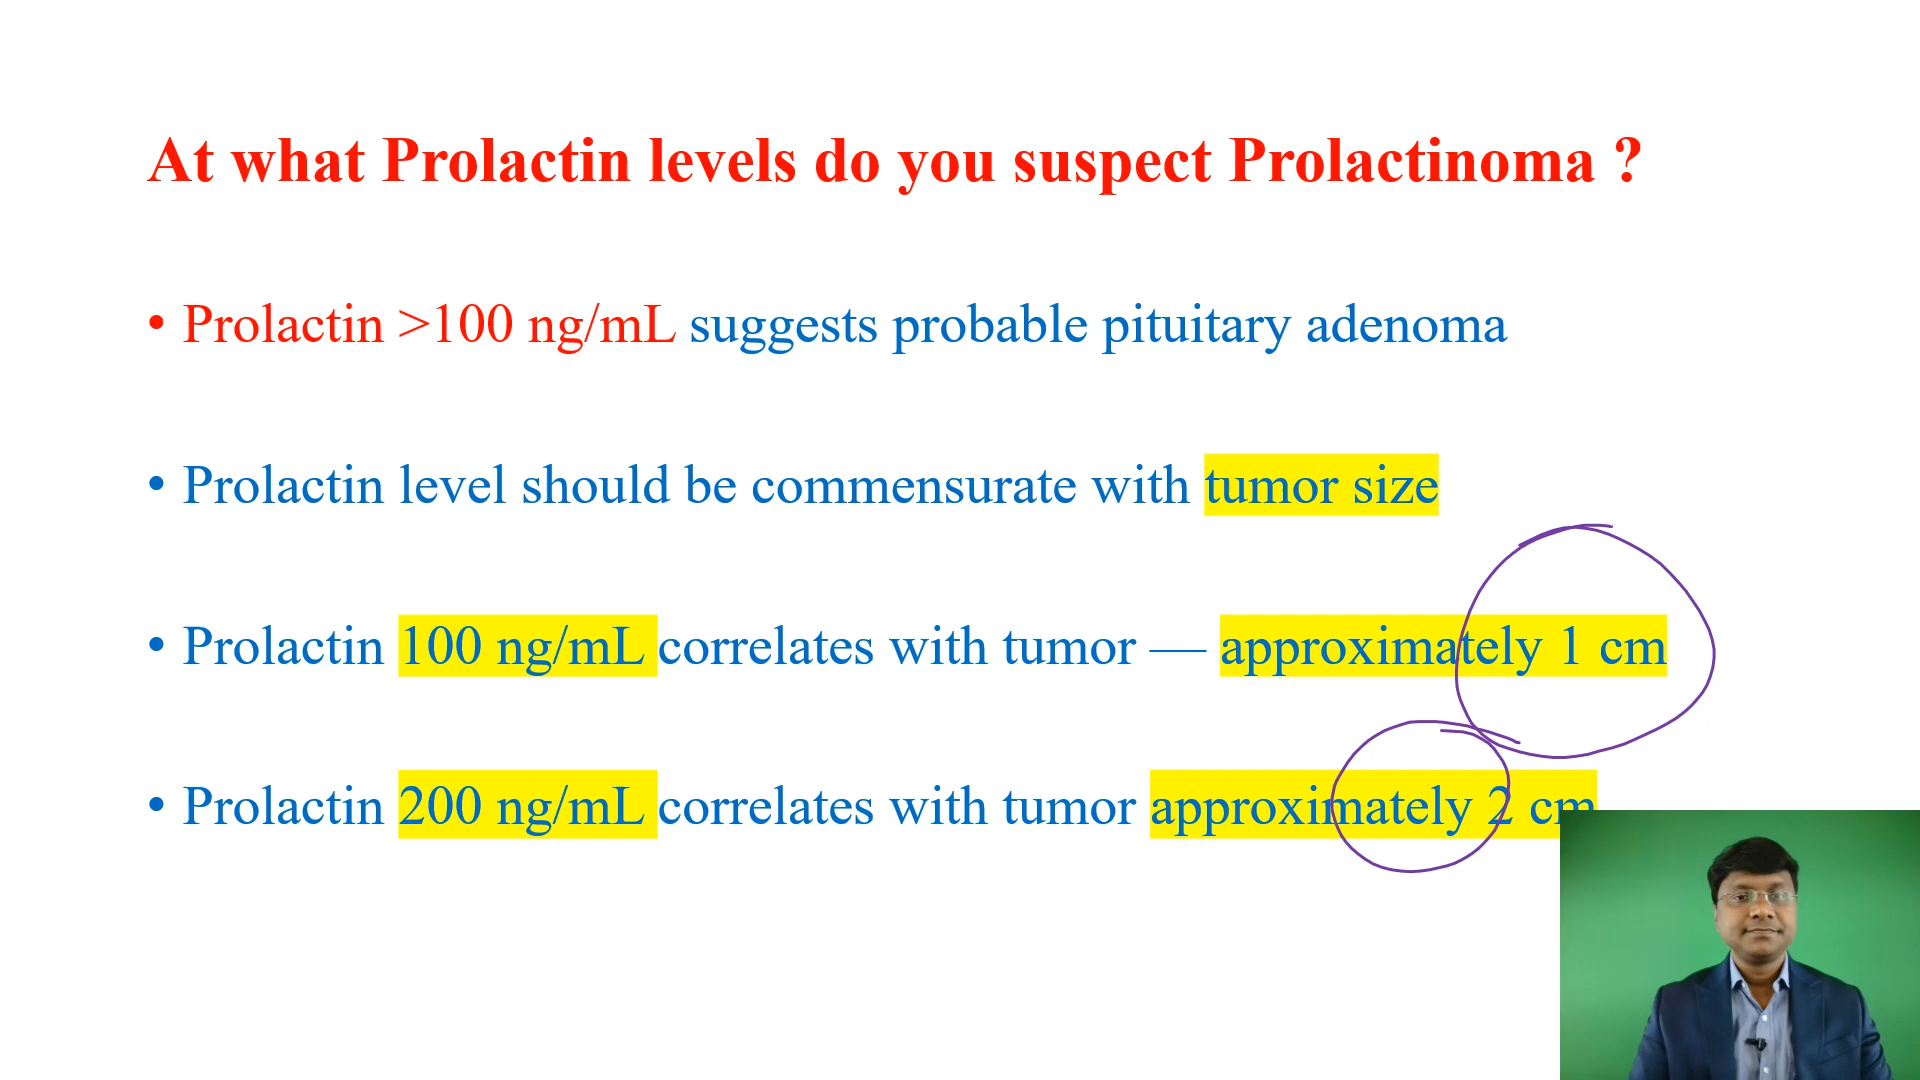 At what Prolactin levels do you suspect Prolactinoma ?
• Prolactin >100 ng/mL suggests probable pituitary adenoma
• Prolactin level should be commensurate with tumor size
• Prolactin 100 ng/mL correlates with tumor — approximately 1 cm
• Prolactin 200 ng/mL correlates with tumor approximately 2 cm